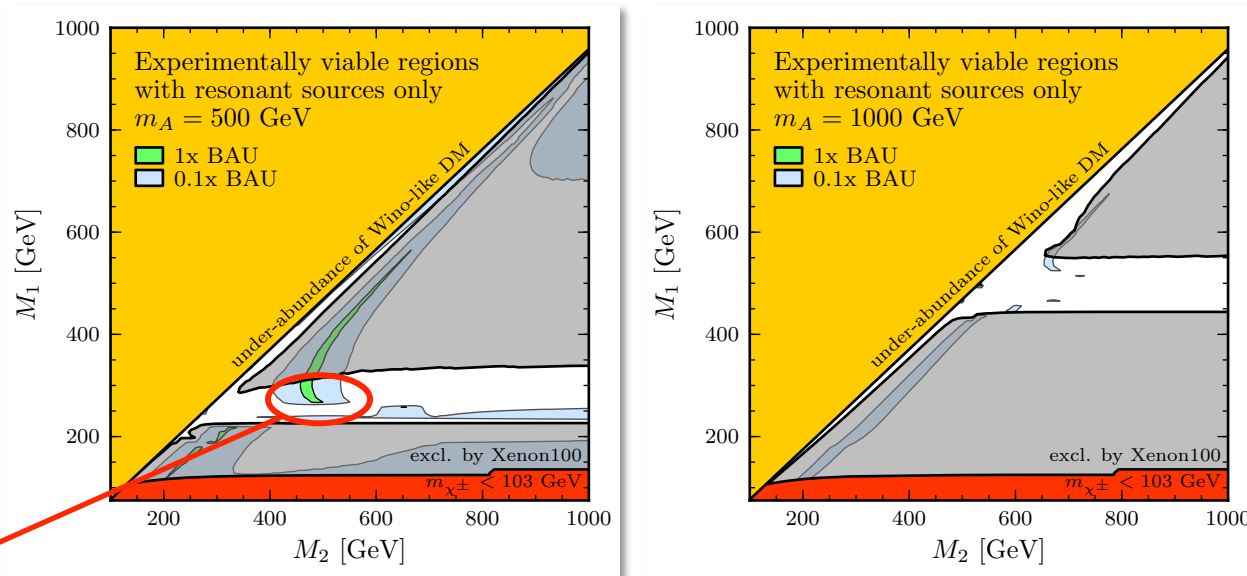 1000
800
600
400
200
M₁ [GeV]
Experimentally viable regions
with resonant sources only
m_A = 500 GeV
1x BAU
0.1x BAU
under-abundance of Wino-like DM
excl. by Xenon100
m_χ± < 103 GeV
200 400 600 800 1000
M₂ [GeV]
1000
800
600
400
200
M₁ [GeV]
Experimentally viable regions
with resonant sources only
m_A = 1000 GeV
1x BAU
0.1x BAU
under-abundance of Wino-like DM
excl. by Xenon100
m_χ± < 103 GeV
200 400 600 800 1000
M₂ [GeV]